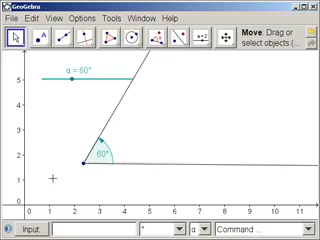 GeoGebra
File Edit View Options Tools Window Help
A
a=2
Move: Drag or
select objects (...
α = 60°
60°
5
4
3
2
1
0 1 2 3 4 5 6 7 8 9 10 11
Input:
°
α
Command ...